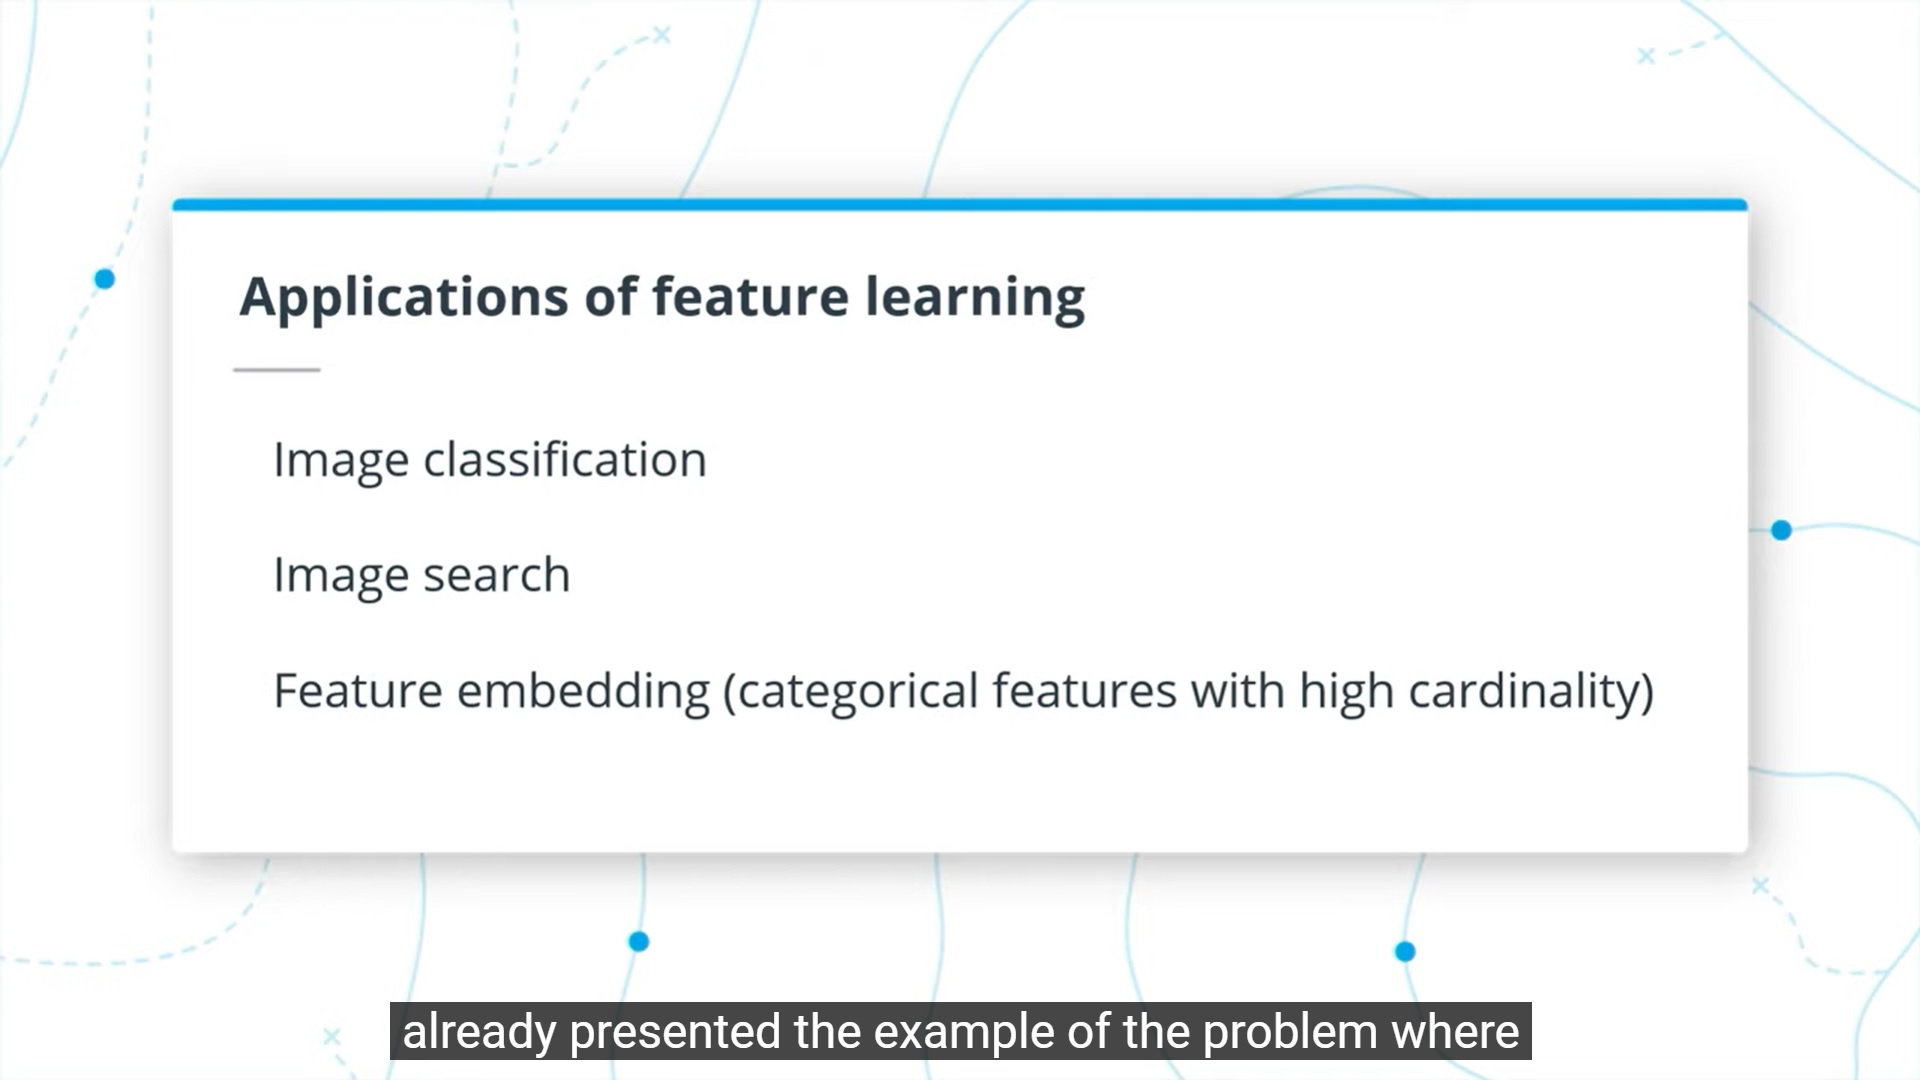 Applications of feature learning
Image classification
Image search
Feature embedding (categorical features with high cardinality)
already presented the example of the problem where